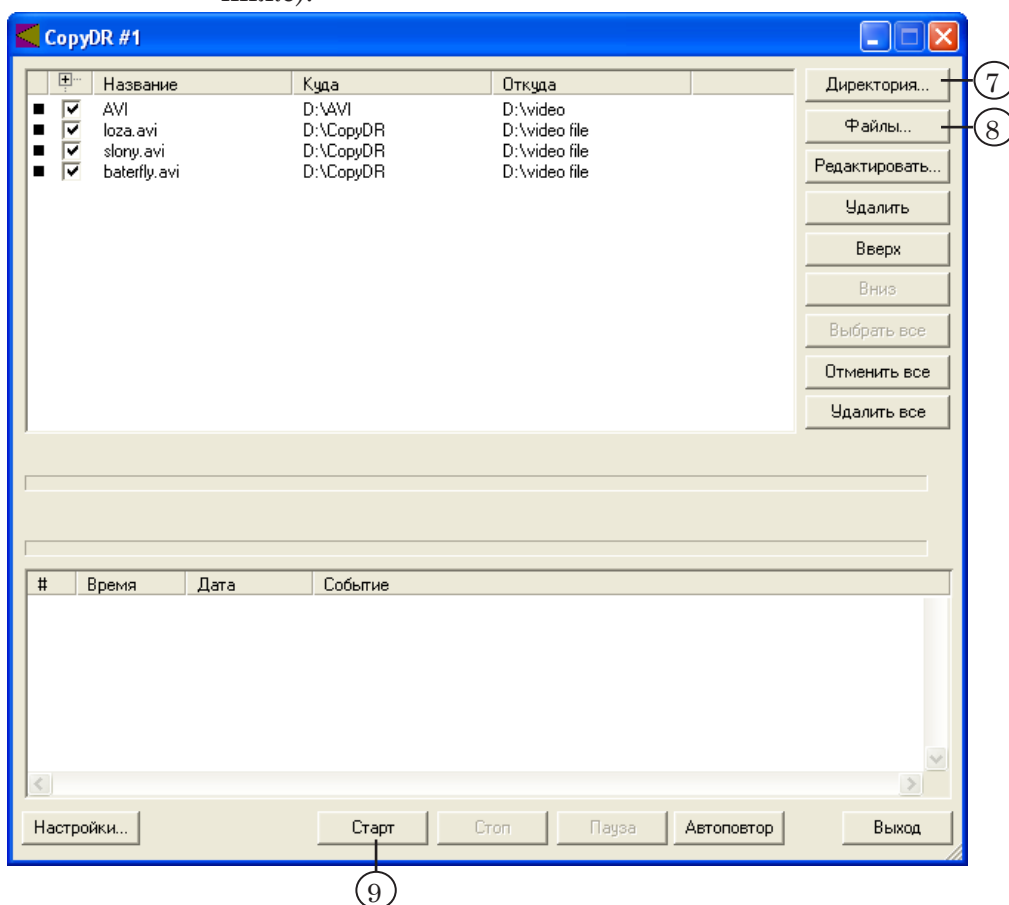 CopyDR #1
Название Куда Откуда
AVI D:\AVI D:\video
loza.avi D:\CopyDR D:\video file
slony.avi D:\CopyDR D:\video file
baterfly.avi D:\CopyDR D:\video file
Директория... 7
Файлы... 8
Редактировать...
Удалить
Вверх
Вниз
Выбрать все
Отменить все
Удалить все
# Время Дата Событие
Настройки... Старт Стоп Пауза Автоповтор Выход
9